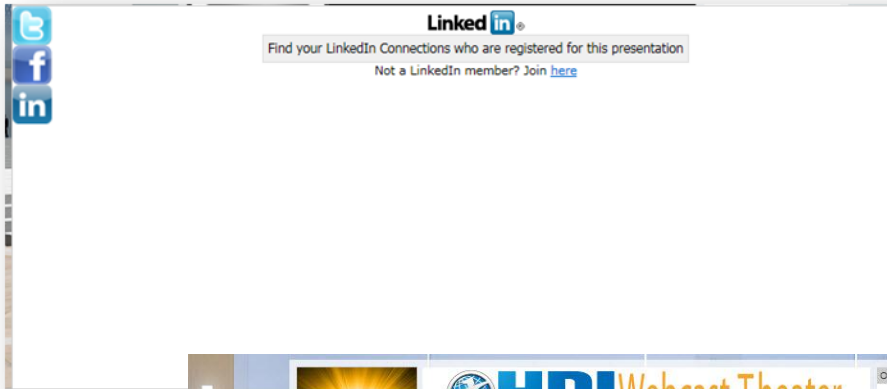 Linked in ®
Find your LinkedIn Connections who are registered for this presentation
Not a LinkedIn member? Join here
HDI Webcast Theater